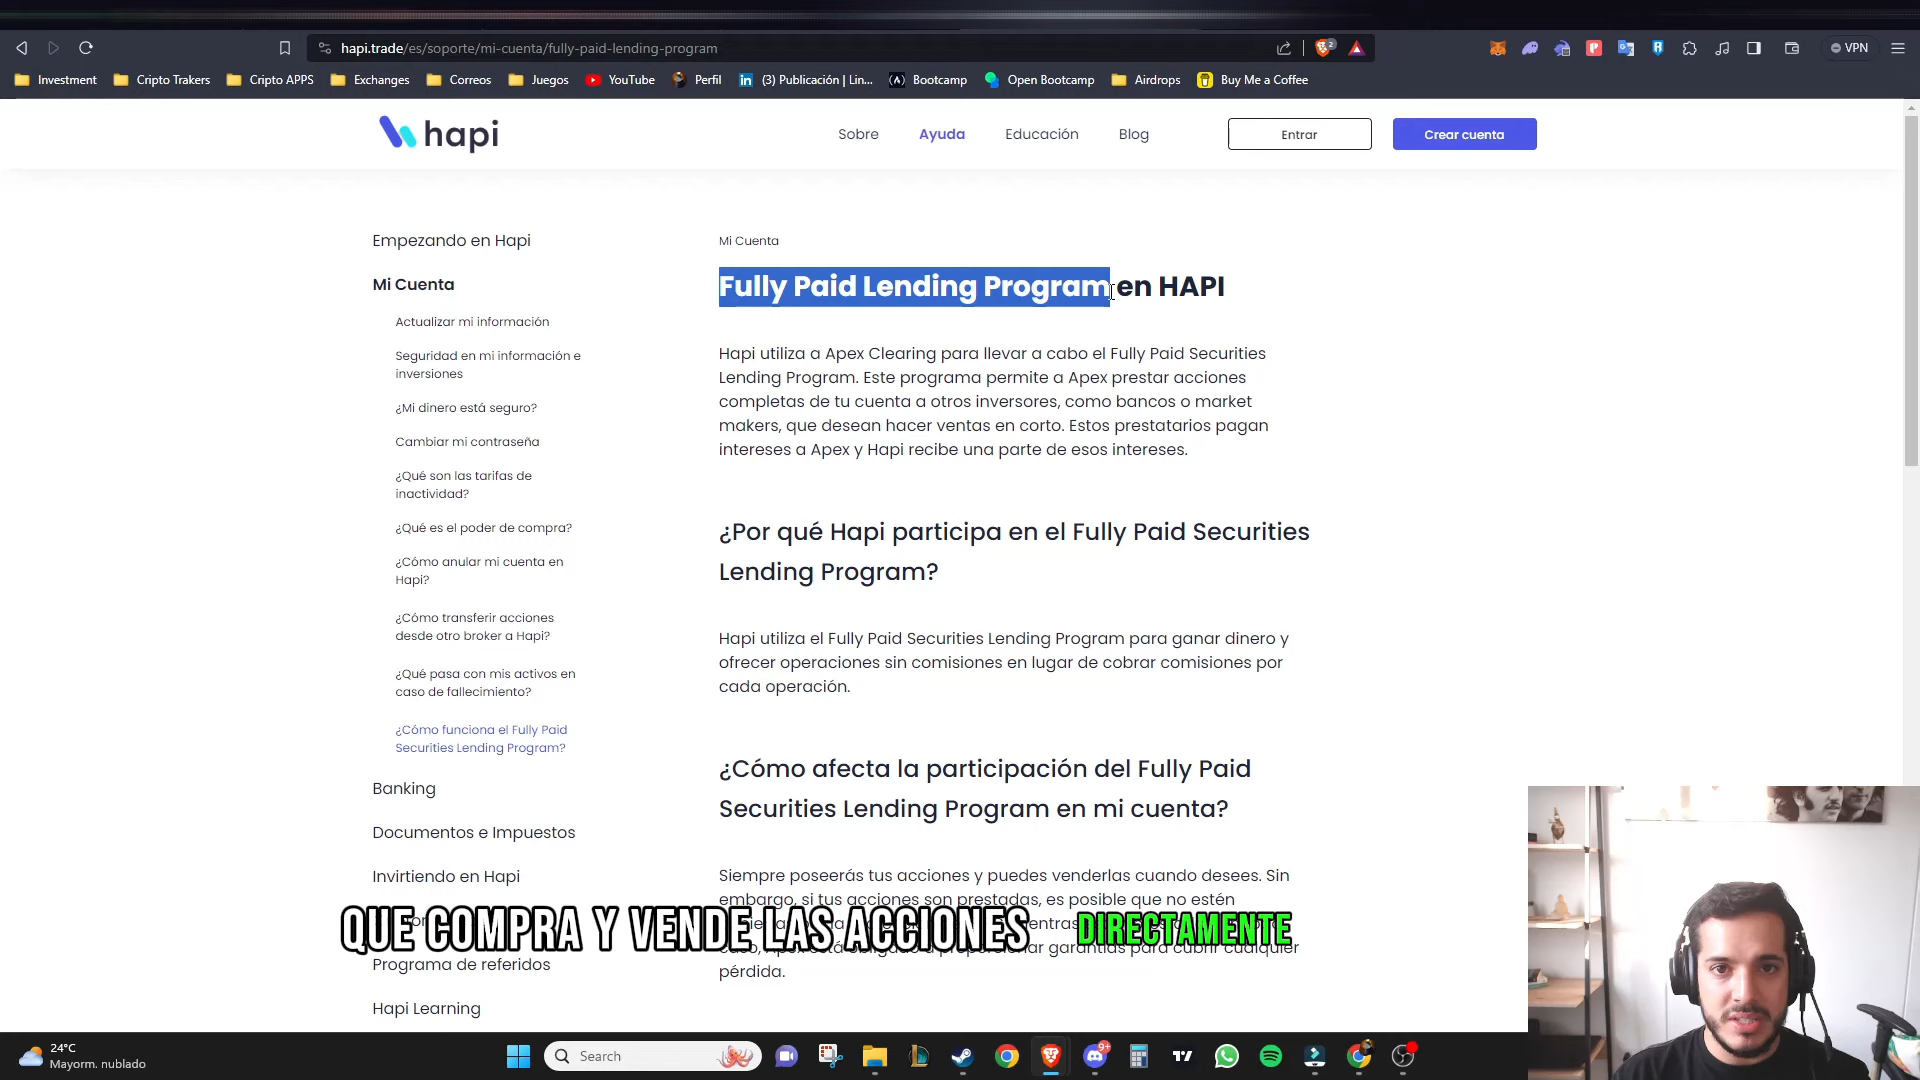 hapi.trade/es/soporte/mi-cuenta/fully-paid-lending-program
2
VPN
Investment
Cripto Trakers
Cripto APPS
Exchanges
Correos
Juegos
YouTube
Perfil
in
(3) Publicación | Lin...
Bootcamp
Open Bootcamp
Airdrops
Buy Me a Coffee
hapi
Sobre
Ayuda
Educación
Blog
Entrar
Crear cuenta
Empezando en Hapi
Mi Cuenta
Actualizar mi información
Seguridad en mi información e
inversiones
¿Mi dinero está seguro?
Cambiar mi contraseña
¿Qué son las tarifas de
inactividad?
¿Qué es el poder de compra?
¿Cómo anular mi cuenta en
Hapi?
¿Cómo transferir acciones
desde otro broker a Hapi?
¿Qué pasa con mis activos en
caso de fallecimiento?
¿Cómo funciona el Fully Paid
Securities Lending Program?
Banking
Documentos e Impuestos
Invirtiendo en Hapi
Programa de referidos
Hapi Learning
Mi Cuenta
Fully Paid Lending Program en HAPI
Hapi utiliza a Apex Clearing para llevar a cabo el Fully Paid Securities
Lending Program. Este programa permite a Apex prestar acciones
completas de tu cuenta a otros inversores, como bancos o market
makers, que desean hacer ventas en corto. Estos prestatarios pagan
intereses a Apex y Hapi recibe una parte de esos intereses.
¿Por qué Hapi participa en el Fully Paid Securities
Lending Program?
Hapi utiliza el Fully Paid Securities Lending Program para ganar dinero y
ofrecer operaciones sin comisiones en lugar de cobrar comisiones por
cada operación.
¿Cómo afecta la participación del Fully Paid
Securities Lending Program en mi cuenta?
Siempre poseerás tus acciones y puedes venderlas cuando desees. Sin
embargo, si tus acciones son prestadas, es posible que no estén
caso, Apex está obligado a proporcionar garantías para cubrir cualquier
pérdida.
QUE COMPRA Y VENDE LAS ACCIONES DIRECTAMENTE
24°C
Mayorm. nublado
Search
9+